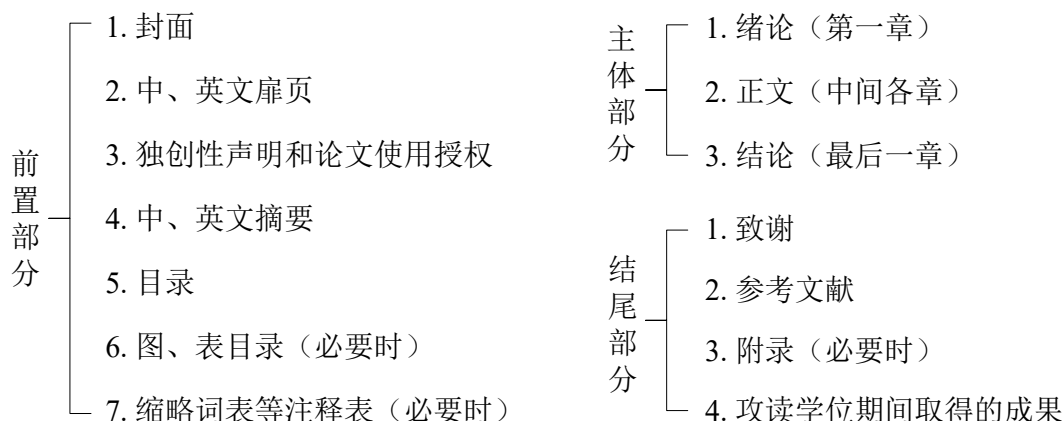 前置部分
1. 封面
2. 中、英文扉页
3. 独创性声明和论文使用授权
4. 中、英文摘要
5. 目录
6. 图、表目录（必要时）
7. 缩略词表等注释表（必要时）
主体部分
1. 绪论（第一章）
2. 正文（中间各章）
3. 结论（最后一章）
结尾部分
1. 致谢
2. 参考文献
3. 附录（必要时）
4. 攻读学位期间取得的成果